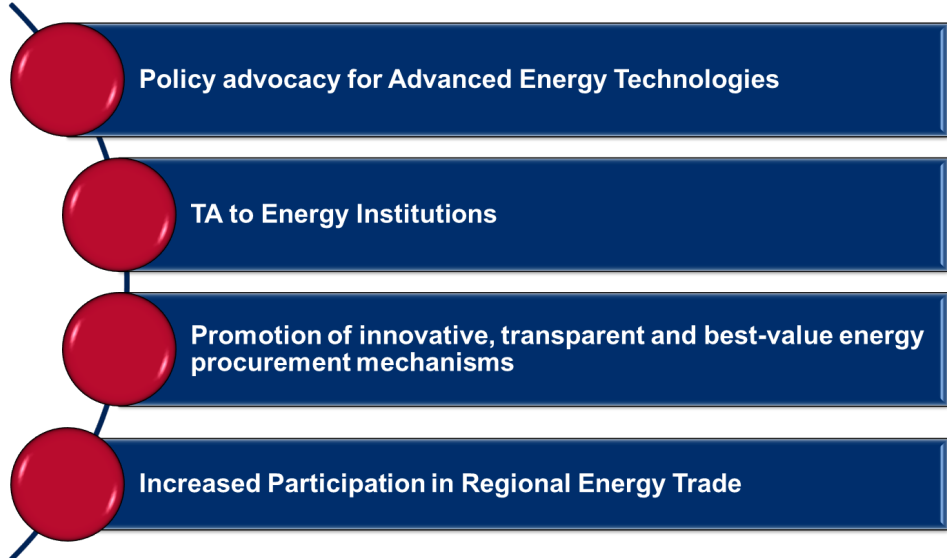 Policy advocacy for Advanced Energy Technologies
TA to Energy Institutions
Promotion of innovative, transparent and best-value energy
procurement mechanisms
Increased Participation in Regional Energy Trade